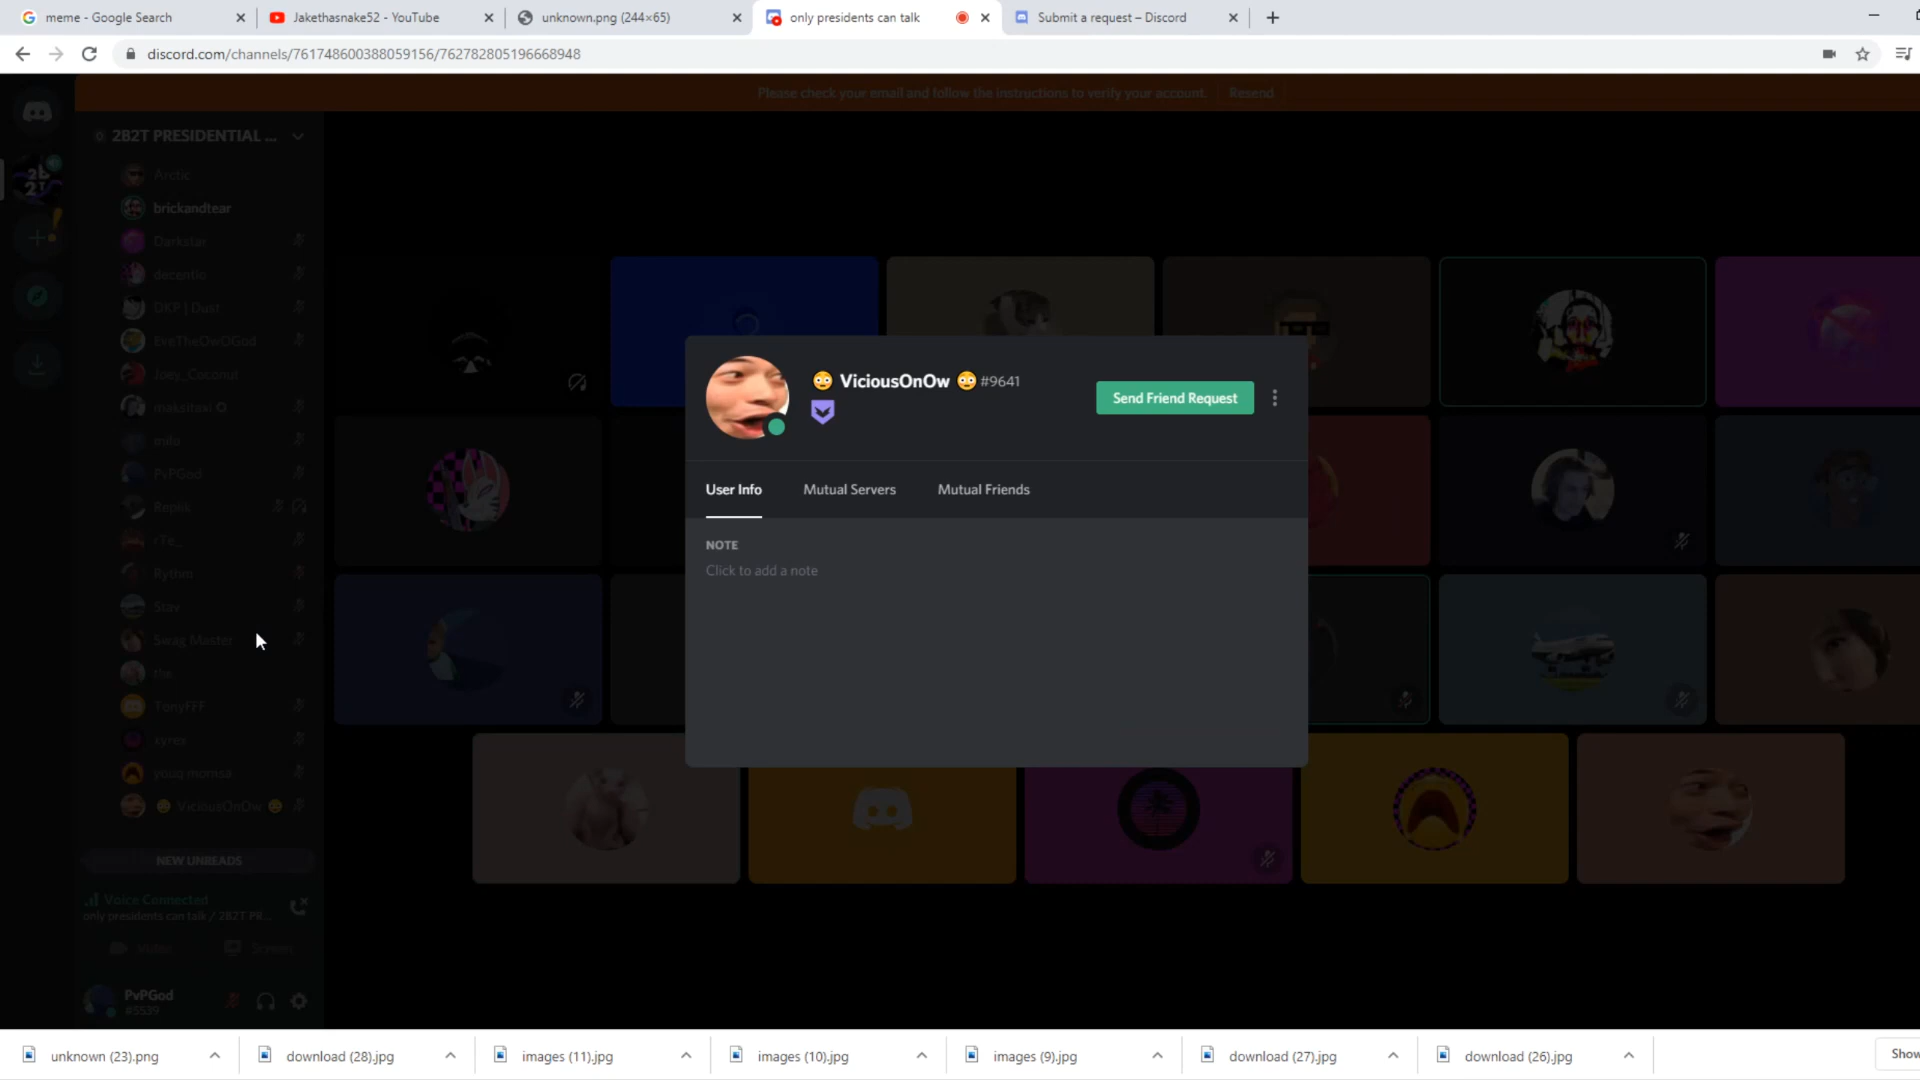 meme - Google Search
Jakethasnake52 - YouTube
unknown.png (244×65)
only presidents can talk
Submit a request – Discord
discord.com/channels/761748600388059156/762782805196668948
Please check your email and follow the instructions to verify your account.
Resend
2B2T PRESIDENTIAL ...
Arctic
brickandtear
Darkstar
decentio
DKP | Dust
EveTheOwOGod
Joey_Coconut
maksitaxi O
milo
PvPGod
rTe_
Rythm
Stav
Swag Master
the.
TonyFFF
xyrex
youq momsa
😳 ViciousOnOw 😳
NEW UNREADS
Voice Connected
only presidents can talk / 2B2T PR...
Video
Screen
PvPGod
#5539
😳 ViciousOnOw 😳 #9641
Send Friend Request
User Info
Mutual Servers
Mutual Friends
NOTE
Click to add a note
unknown (23).png
download (28).jpg
images (11).jpg
images (10).jpg
images (9).jpg
download (27).jpg
download (26).jpg
Show